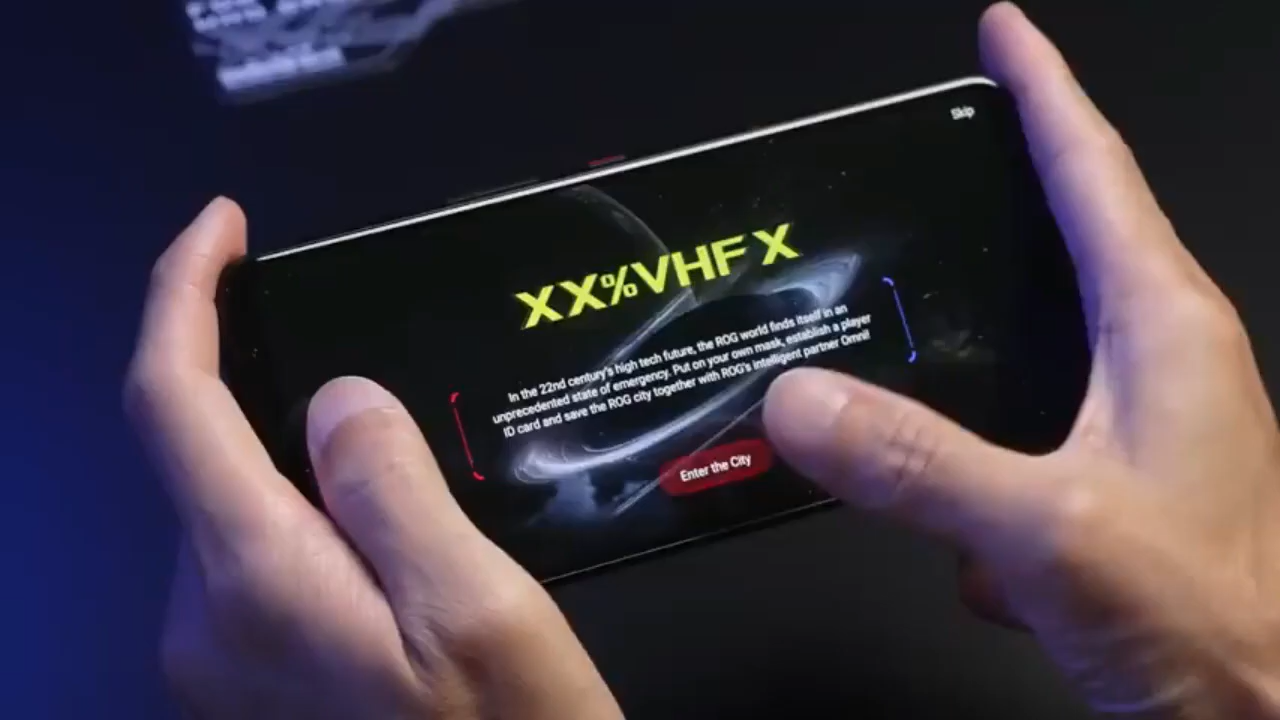 Skip
XX%VHF X
In the 22nd century's high tech future, the ROG world finds itself in an
unprecedented state of emergency. Put on your own mask, establish a player
ID card and save the ROG city together with ROG's intelligent partner Omni!
Enter the City